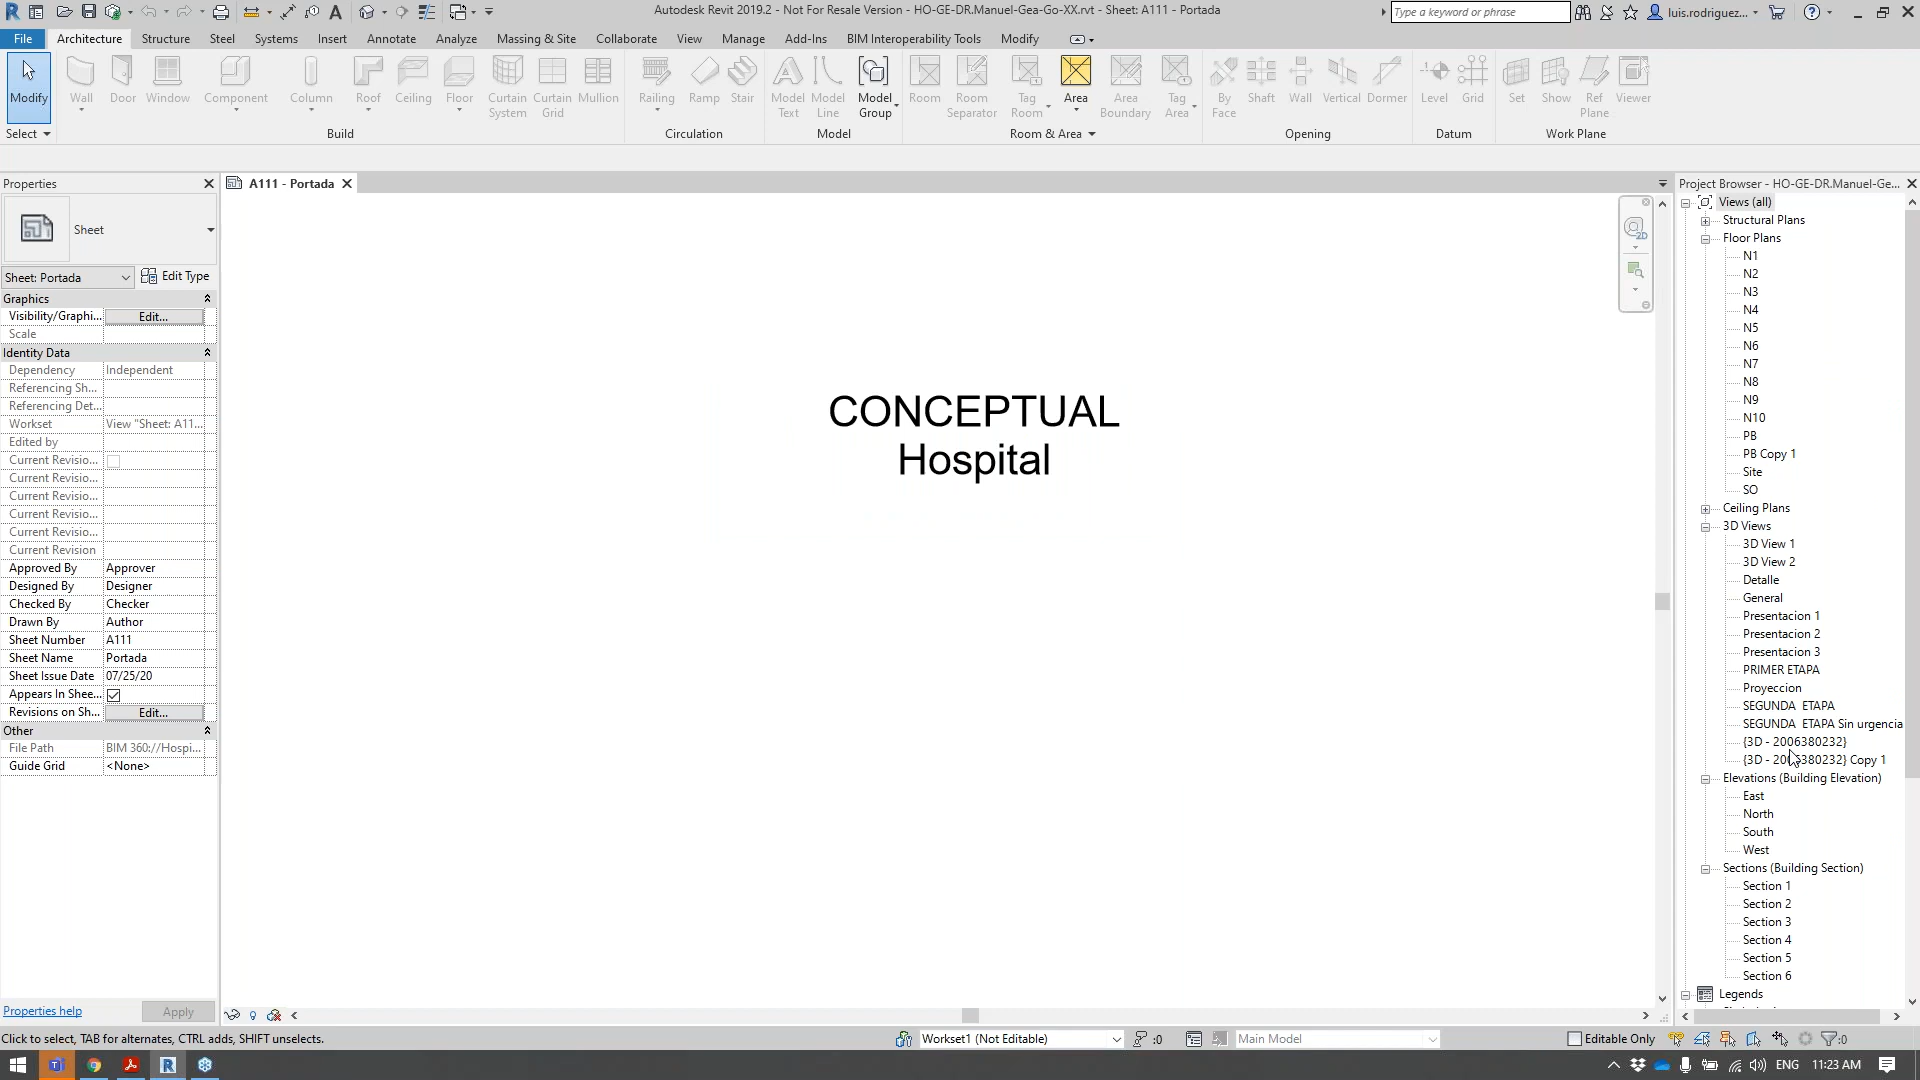 Autodesk Revit 2019.2 - Not For Resale Version - HO-GE-DR.Manuel-Gea-Go-XX.rvt - Sheet: A111 - Portada
Type a keyword or phrase
luis.rodriguez...
File Architecture Structure Steel Systems Insert Annotate Analyze Massing & Site Collaborate View Manage Add-Ins BIM Interoperability Tools Modify
Modify Wall Door Window Component Column Roof Ceiling Floor Curtain System Curtain Grid Mullion Railing Ramp Stair Model Text Model Line Model Group Room Room Separator Tag Room Area Area Boundary Tag Area By Face Shaft Wall Vertical Dormer Level Grid Set Show Ref Plane Viewer
Select Build Circulation Model Room & Area Opening Datum Work Plane
Properties
Sheet
Sheet: Portada Edit Type
Graphics
Visibility/Graphi... Edit...
Scale
Identity Data
Dependency Independent
Referencing Sh...
Referencing Det...
Workset View "Sheet: A11...
Edited by
Current Revisio...
Current Revisio...
Current Revisio...
Current Revisio...
Current Revisio...
Current Revision
Approved By Approver
Designed By Designer
Checked By Checker
Drawn By Author
Sheet Number A111
Sheet Name Portada
Sheet Issue Date 07/25/20
Appears In Shee...
Revisions on Sh... Edit...
Other
File Path BIM 360://Hospi...
Guide Grid <None>
Properties help Apply
A111 - Portada
CONCEPTUAL
Hospital
2D
Project Browser - HO-GE-DR.Manuel-Ge...
Views (all)
Structural Plans
Floor Plans
N1
N2
N3
N4
N5
N6
N7
N8
N9
N10
PB
PB Copy 1
Site
SO
Ceiling Plans
3D Views
3D View 1
3D View 2
Detalle
General
Presentacion 1
Presentacion 2
Presentacion 3
PRIMER ETAPA
Proyeccion
SEGUNDA ETAPA
SEGUNDA ETAPA Sin urgencia
{3D - 2006380232}
{3D - 2006380232} Copy 1
Elevations (Building Elevation)
East
North
South
West
Sections (Building Section)
Section 1
Section 2
Section 3
Section 4
Section 5
Section 6
Legends
Click to select, TAB for alternates, CTRL adds, SHIFT unselects.
Workset1 (Not Editable) :0 Main Model Editable Only :0
ENG 11:23 AM